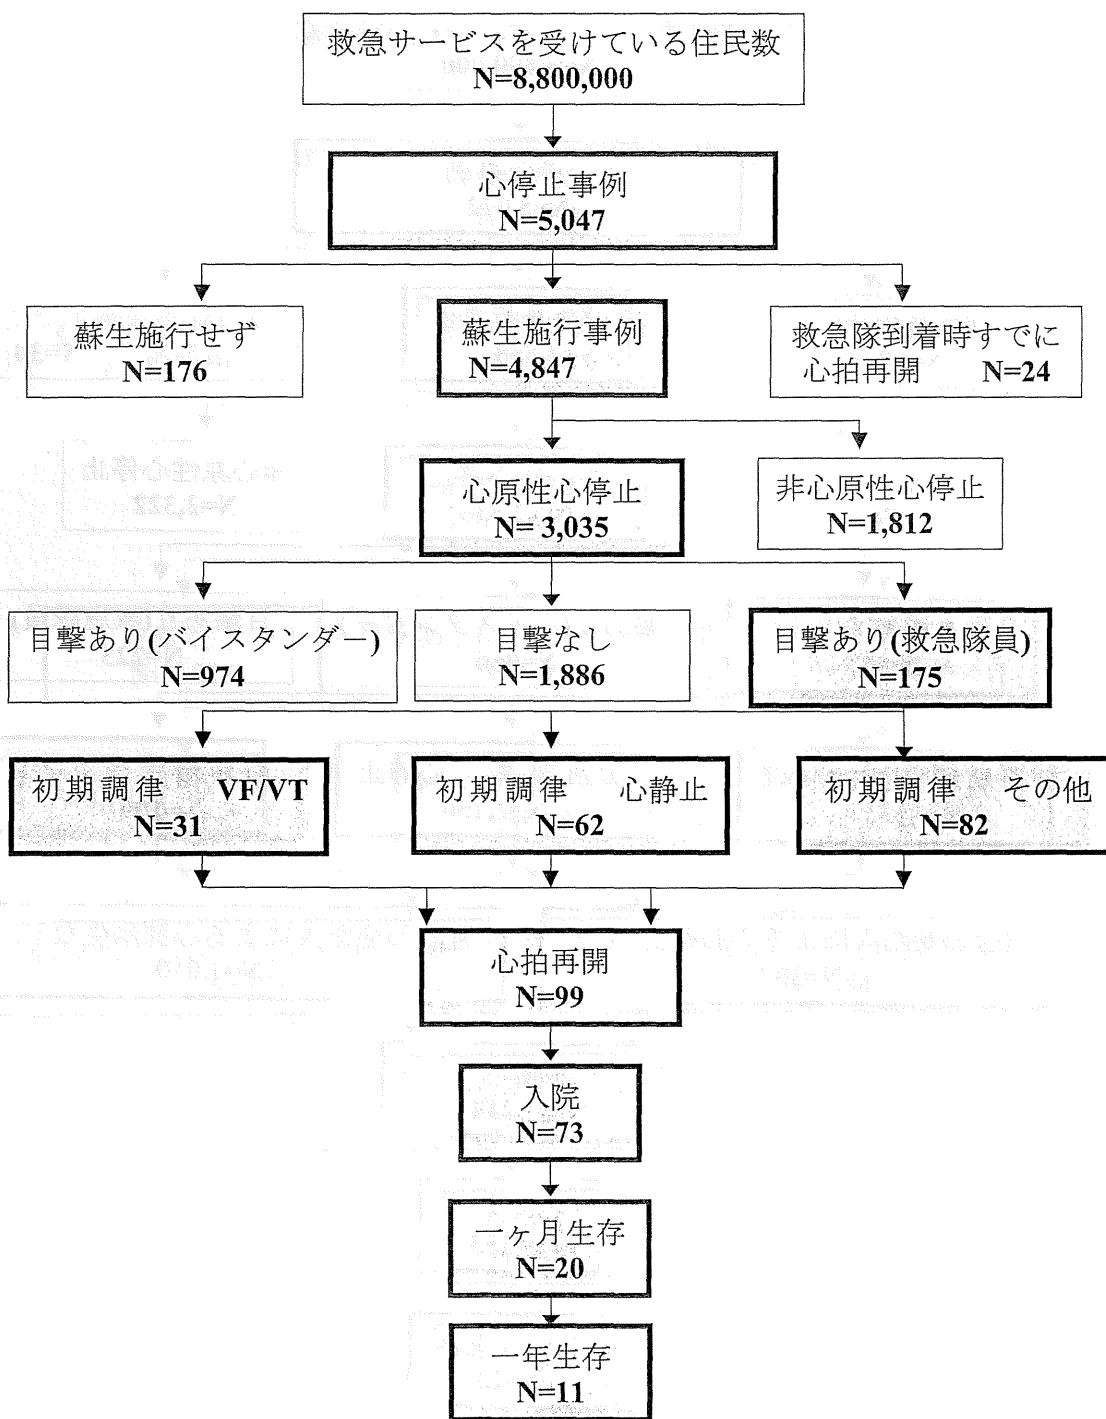 救急サービスを受けている住民数
N=8,800,000
心停止事例
N=5,047
蘇生施行せず
N=176
蘇生施行事例
N=4,847
救急隊到着時すでに
心拍再開 N=24
心原性心停止
N= 3,035
非心原性心停止
N=1,812
目撃あり(バイスタンダー)
N=974
目撃なし
N=1,886
目撃あり(救急隊員)
N=175
初期調律 VF/VT
N=31
初期調律 心静止
N=62
初期調律 その他
N=82
心拍再開
N=99
入院
N=73
一ヶ月生存
N=20
一年生存
N=11